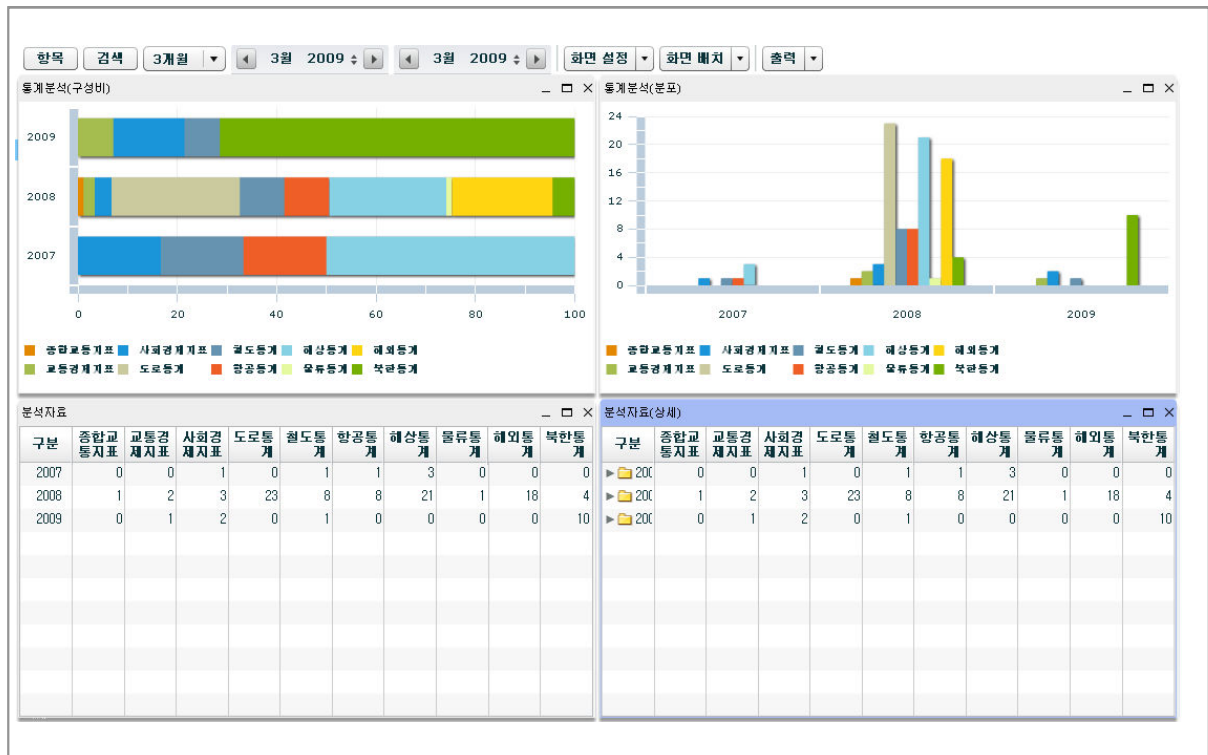 항목 검색 3개월 3월 2009 3월 2009 화면 설정 화면 배치 출력
통계분석(구성비)
2009
2008
2007
0 20 40 60 80 100
종합교통지표 사회경제지표 철도통계 해상통계 해외통계
교통경제지표 도로통계 항공통계 물류통계 북한통계
통계분석(분포)
24
20
16
12
8
4
0
2007 2008 2009
종합교통지표 사회경제지표 철도통계 해상통계 해외통계
교통경제지표 도로통계 항공통계 물류통계 북한통계
분석자료
구분 종합교통지표 교통경제지표 사회경제지표 도로통계 철도통계 항공통계 해상통계 물류통계 해외통계 북한통계
2007 0 0 1 0 1 1 3 0 0 0
2008 1 2 3 23 8 8 21 1 18 4
2009 0 1 2 0 1 0 0 0 0 10
분석자료(상세)
구분 종합교통지표 교통경제지표 사회경제지표 도로통계 철도통계 항공통계 해상통계 물류통계 해외통계 북한통계
200 0 0 1 0 1 1 3 0 0 0
200 1 2 3 23 8 8 21 1 18 4
200 0 1 2 0 1 0 0 0 0 10